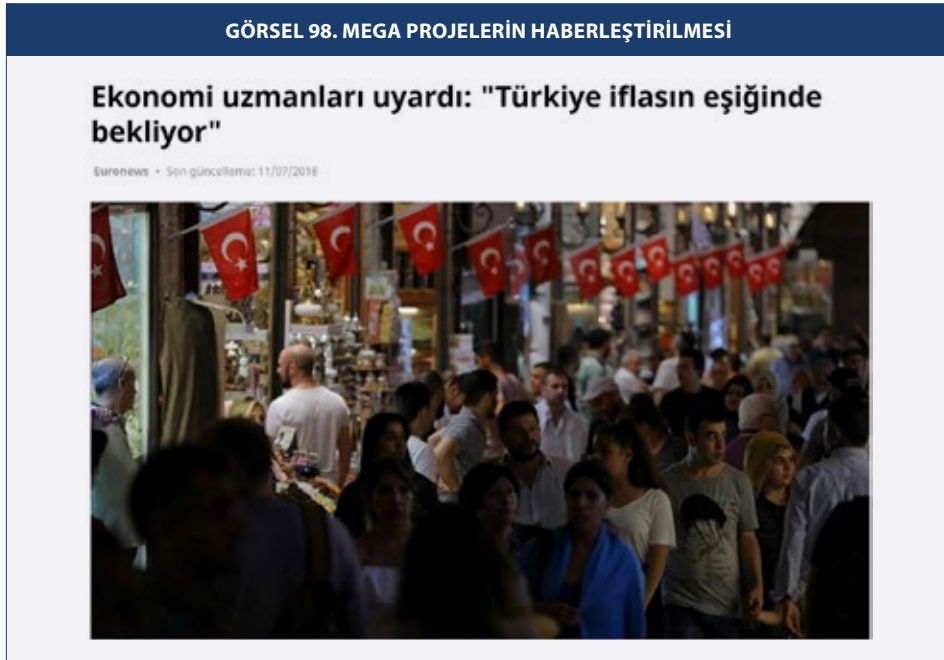 GÖRSEL 98. MEGA PROJELERİN HABERLEŞTİRİLMESİ
Ekonomi uzmanları uyardı: "Türkiye iflasın eşiğinde
bekliyor"
Euronews • Son güncelleme: 11/07/2018